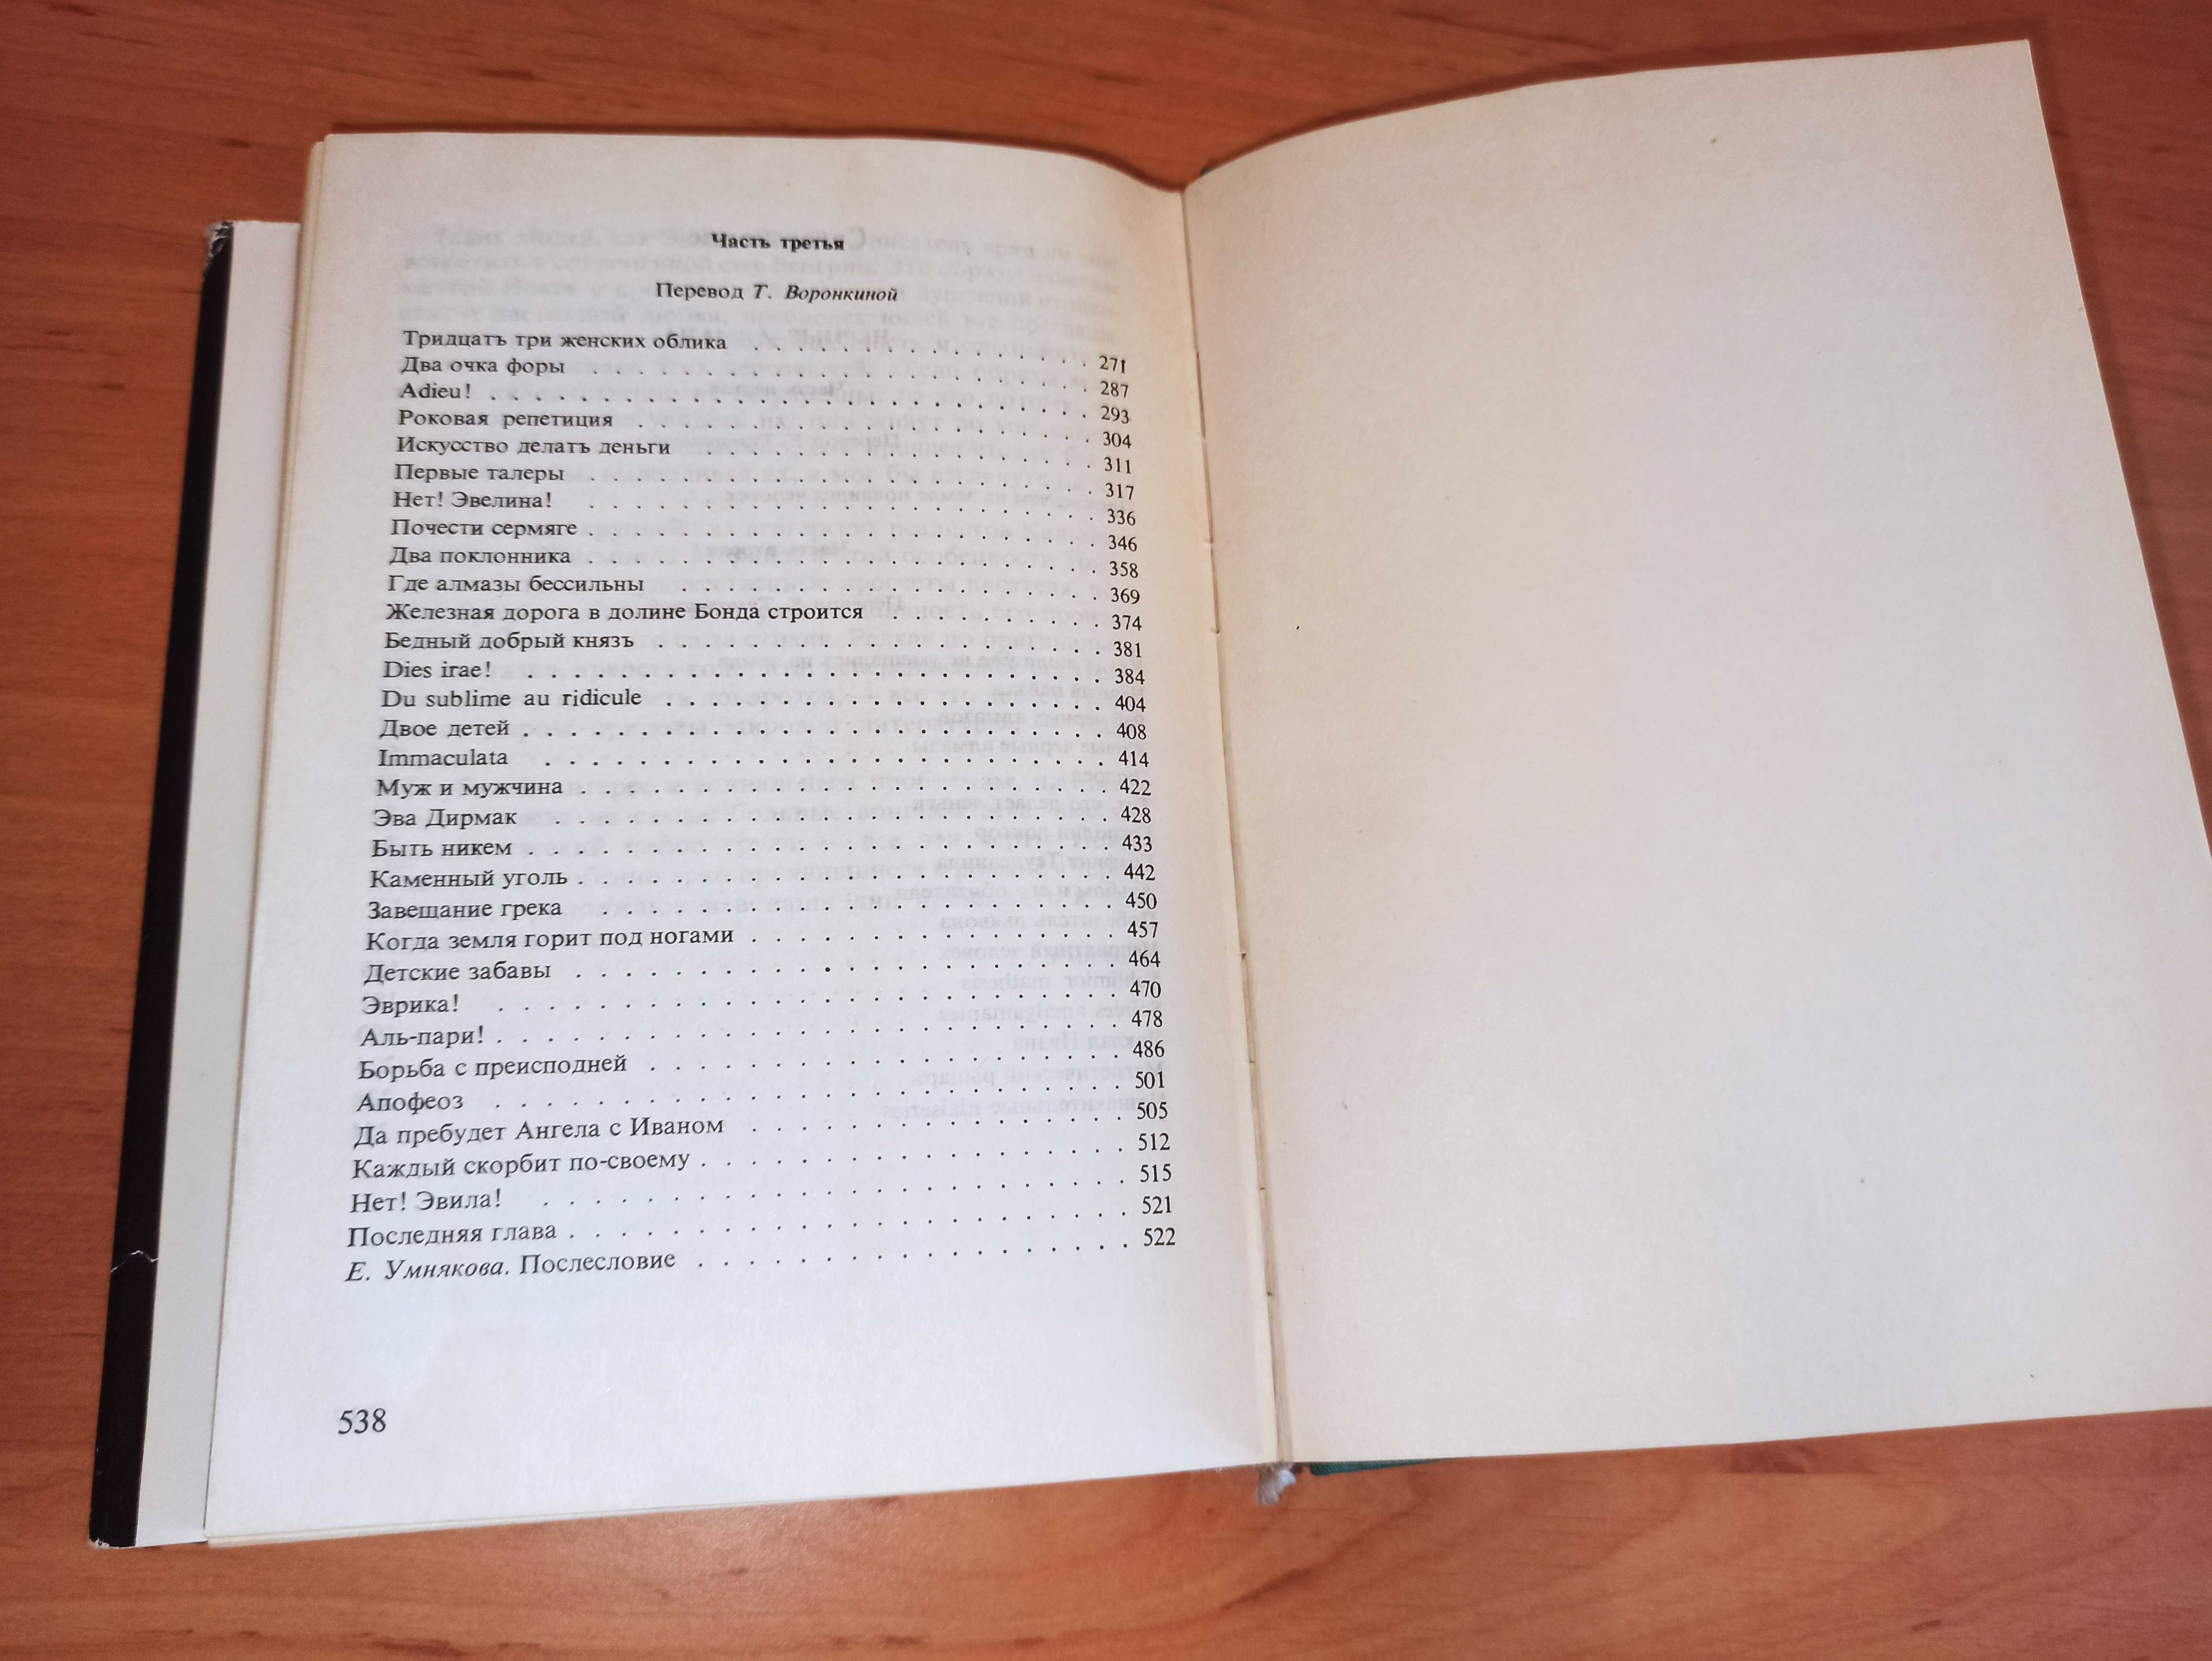 Часть третья
Перевод Т. Воронкиной
Тридцать три женских облика . . . . . . . . . . . . . 271
Два очка форы . . . . . . . . . . . . . . . . . . . 287
Adieu! . . . . . . . . . . . . . . . . . . . . . . . 293
Роковая репетиция . . . . . . . . . . . . . . . . . 304
Искусство делать деньги . . . . . . . . . . . . . . 311
Первые талеры . . . . . . . . . . . . . . . . . . . 317
Нет! Эвелина! . . . . . . . . . . . . . . . . . . . 336
Почести сермяге . . . . . . . . . . . . . . . . . . 346
Два поклонника . . . . . . . . . . . . . . . . . . . 358
Где алмазы бессильны . . . . . . . . . . . . . . . . 369
Железная дорога в долине Бонда строится . . . . . . . 374
Бедный добрый князь . . . . . . . . . . . . . . . . 381
Dies irae! . . . . . . . . . . . . . . . . . . . . . 384
Du sublime au ridicule . . . . . . . . . . . . . . . 404
Двое детей . . . . . . . . . . . . . . . . . . . . . 408
Immaculata . . . . . . . . . . . . . . . . . . . . . 414
Муж и мужчина . . . . . . . . . . . . . . . . . . . 422
Эва Дирмак . . . . . . . . . . . . . . . . . . . . . 428
Быть никем . . . . . . . . . . . . . . . . . . . . . 433
Каменный уголь . . . . . . . . . . . . . . . . . . . 442
Завещание грека . . . . . . . . . . . . . . . . . . 450
Когда земля горит под ногами . . . . . . . . . . . . 457
Детские забавы . . . . . . . . . . . . . . . . . . . 464
Эврика! . . . . . . . . . . . . . . . . . . . . . . 470
Аль-пари! . . . . . . . . . . . . . . . . . . . . . 478
Борьба с преисподней . . . . . . . . . . . . . . . . 486
Апофеоз . . . . . . . . . . . . . . . . . . . . . . 501
Да пребудет Ангела с Иваном . . . . . . . . . . . . . 505
Каждый скорбит по-своему . . . . . . . . . . . . . . 512
Нет! Эвила! . . . . . . . . . . . . . . . . . . . . 515
Последняя глава . . . . . . . . . . . . . . . . . . 521
Е. Умнякова. Послесловие . . . . . . . . . . . . . . 522
538